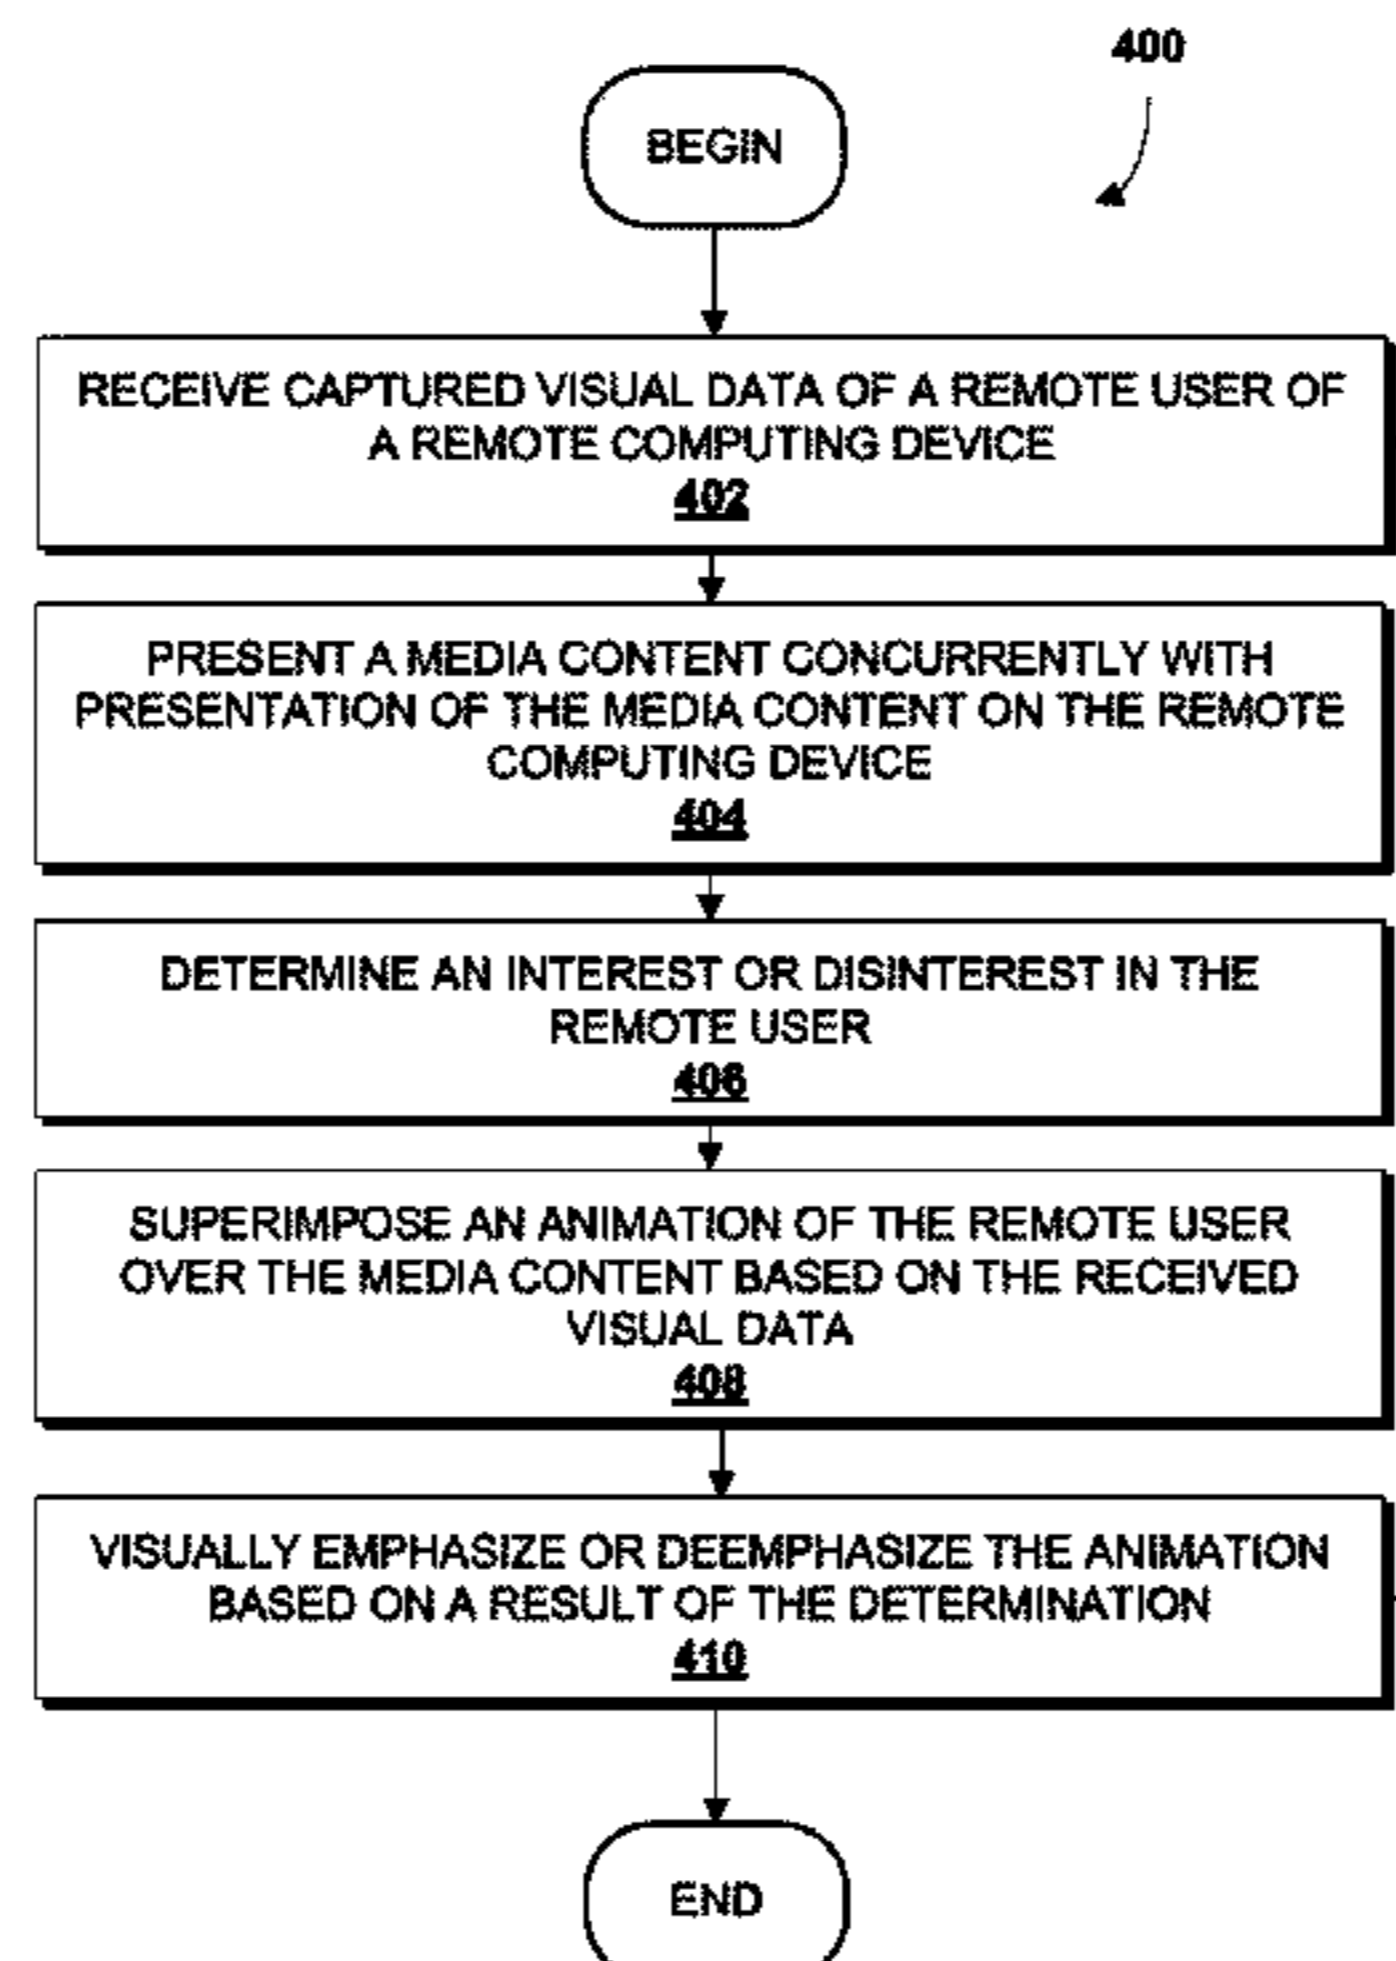 400
BEGIN
RECEIVE CAPTURED VISUAL DATA OF A REMOTE USER OF
A REMOTE COMPUTING DEVICE
402
PRESENT A MEDIA CONTENT CONCURRENTLY WITH
PRESENTATION OF THE MEDIA CONTENT ON THE REMOTE
COMPUTING DEVICE
404
DETERMINE AN INTEREST OR DISINTEREST IN THE
REMOTE USER
406
SUPERIMPOSE AN ANIMATION OF THE REMOTE USER
OVER THE MEDIA CONTENT BASED ON THE RECEIVED
VISUAL DATA
408
VISUALLY EMPHASIZE OR DEEMPHASIZE THE ANIMATION
BASED ON A RESULT OF THE DETERMINATION
410
END